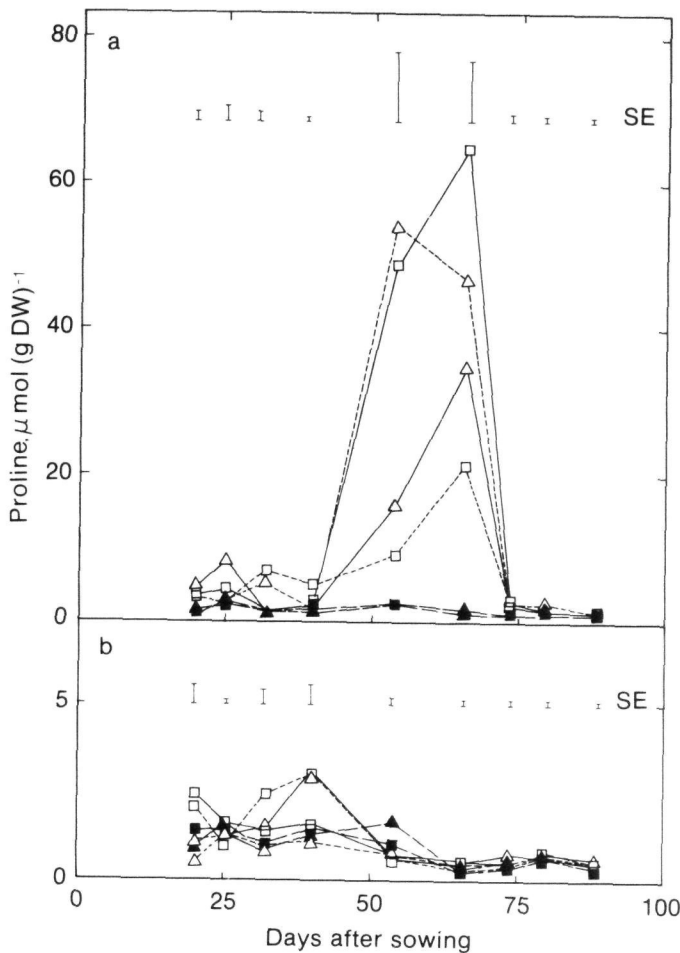 80
a
SE
60
40
20
0
Proline, μ mol (g DW)⁻¹
b
5
SE
0
0 25 50 75 100
Days after sowing